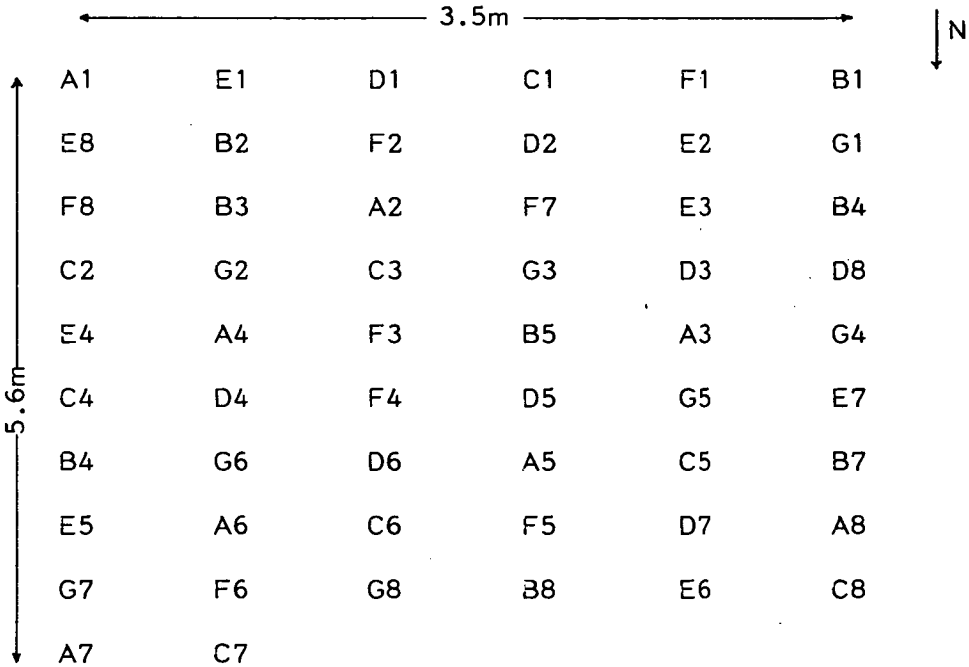 3.5m
N
A1 E1 D1 C1 F1 B1
E8 B2 F2 D2 E2 G1
F8 B3 A2 F7 E3 B4
C2 G2 C3 G3 D3 D8
E4 A4 F3 B5 A3 G4
5.6m
C4 D4 F4 D5 G5 E7
B4 G6 D6 A5 C5 B7
E5 A6 C6 F5 D7 A8
G7 F6 G8 B8 E6 C8
A7 C7